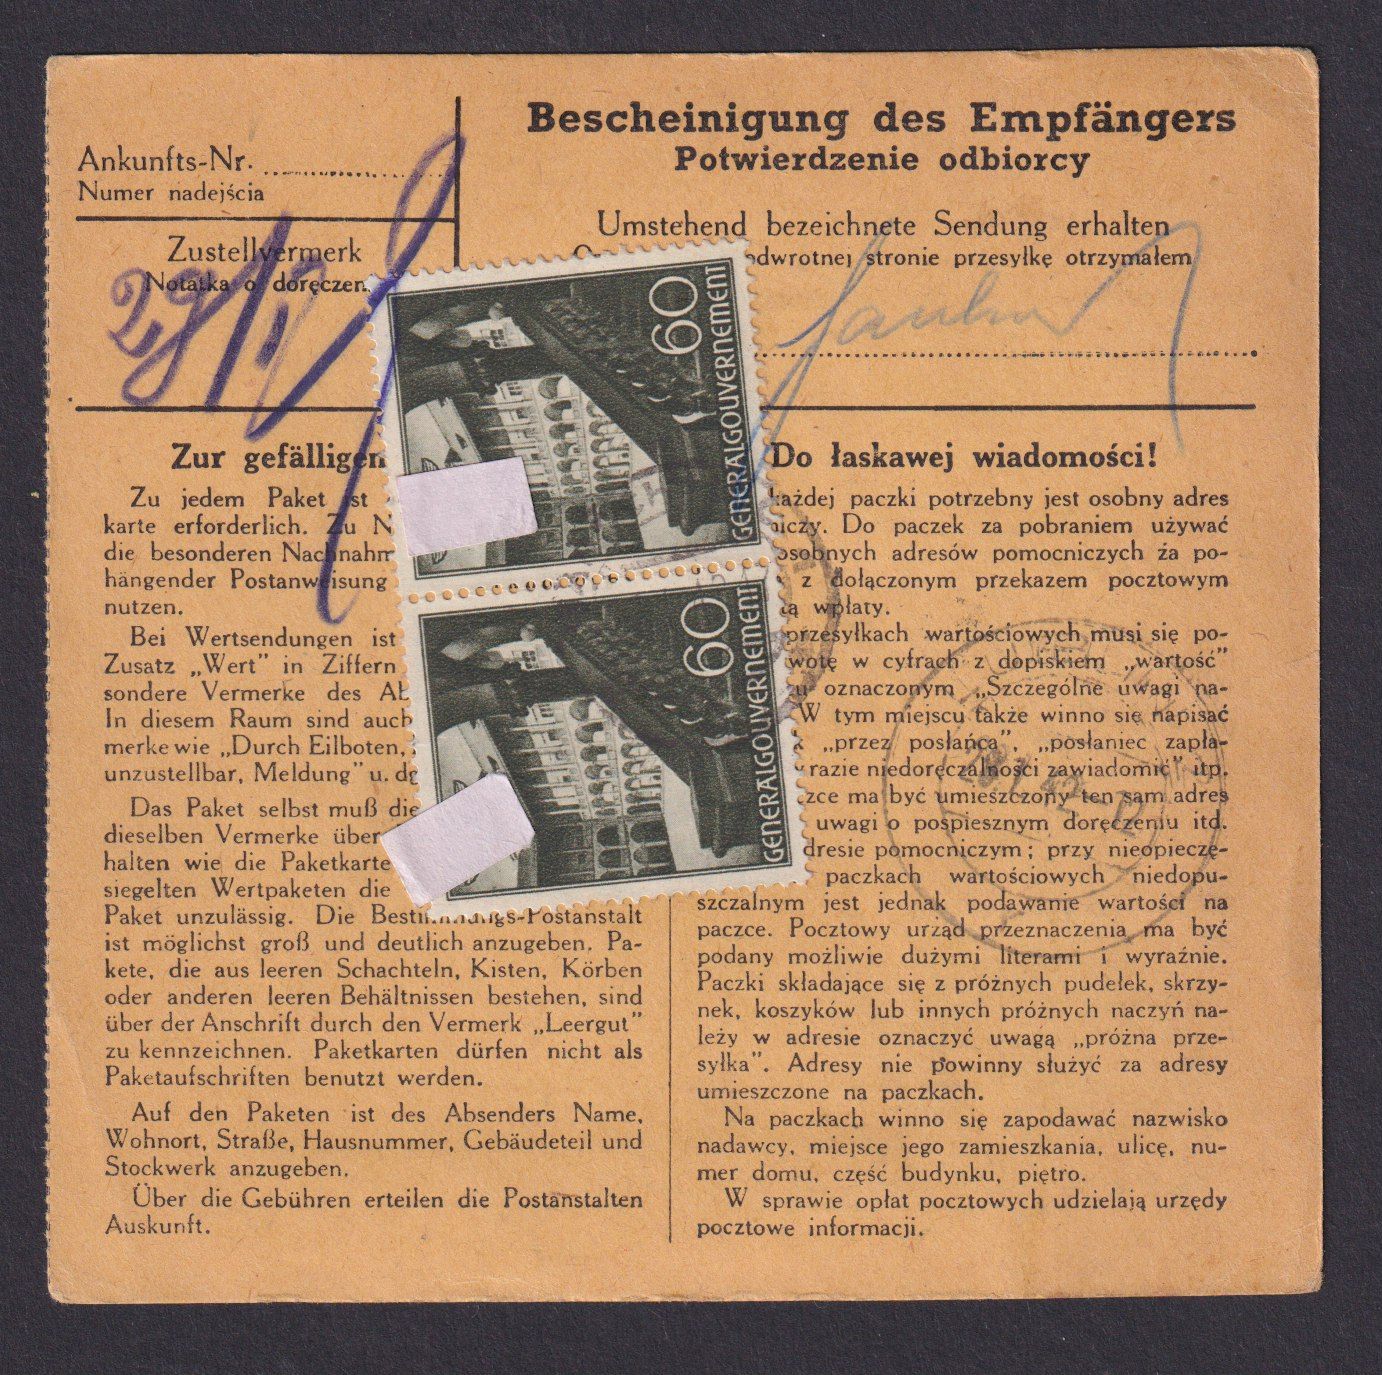 Bescheinigung des Empfängers
Potwierdzenie odbiorcy
Ankunfts-Nr.
Numer nadejścia
Zustellvermerk
Notatka o doręczen
Umstehend bezeichnete Sendung erhalten
odwrotnej stronie przesyłkę otrzymałem
60
GENERALGOUVERNEMENT
60
GENERALGOUVERNEMENT
Zur gefälligen
Zu jedem Paket ist
karte erforderlich. Zu N
die besonderen Nachnahm
hängender Postanweisung
nutzen.
Bei Wertsendungen ist
Zusatz „Wert” in Ziffern
sondere Vermerke des Ab
In diesem Raum sind auch
merke wie „Durch Eilboten,
unzustellbar, Meldung” u. dg
Das Paket selbst muß die
dieselben Vermerke über
halten wie die Paketkarte
siegelten Wertpaketen die
Paket unzulässig. Die Bestimmungs-Postanstalt
ist möglichst groß und deutlich anzugeben. Pa-
kete, die aus leeren Schachteln, Kisten, Körben
oder anderen leeren Behältnissen bestehen, sind
über der Anschrift durch den Vermerk „Leergut”
zu kennzeichnen. Paketkarten dürfen nicht als
Paketaufschriften benutzt werden.
Auf den Paketen ist des Absenders Name,
Wohnort, Straße, Hausnummer, Gebäudeteil und
Stockwerk anzugeben.
Über die Gebühren erteilen die Postanstalten
Auskunft.
Do łaskawej wiadomości!
każdej paczki potrzebny jest osobny adres
niczy. Do paczek za pobraniem używać
osobnych adresów pomocniczych źa po-
z dołączonym przekazem pocztowym
tą wpłaty.
przesyłkach wartościowych musi się po-
wotę w cyfrach z dopiskiem „wartość”
zu oznaczonym „Szczególne uwagi na-
W tym miejscu także winno się napisać
„przez posłańca”, „posłaniec zapła-
razie niedoręczalności zawiadomić” itp.
zce ma być umieszczony ten sam adres
uwagi o pospiesznym doręczeniu itd.
dresie pomocniczym; przy nieopieczę-
paczkach wartościowych niedopu-
szczalnym jest jednak podawanie wartości na
paczce. Pocztowy urząd przeznaczenia ma być
podany możliwie dużymi literami i wyraźnie.
Paczki składające się z próżnych pudełek, skrzy-
nek, koszyków lub innych próżnych naczyń na-
leży w adresie oznaczyć uwagą „próżna prze-
syłka”. Adresy nie powinny służyć za adresy
umieszczone na paczkach.
Na paczkach winno się zapodawać nazwisko
nadawcy, miejsce jego zamieszkania, ulicę, nu-
mer domu, część budynku, piętro.
W sprawie opłat pocztowych udzielają urzędy
pocztowe informacji.